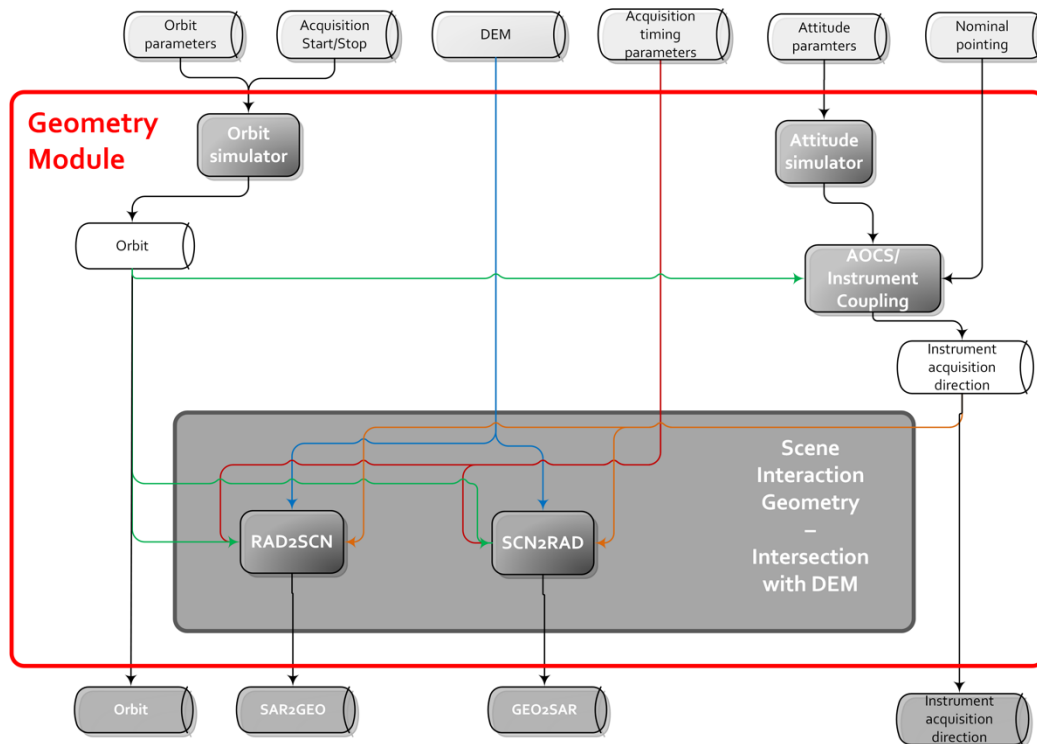 Orbit
parameters
Acquisition
Start/Stop
DEM
Acquisition
timing
parameters
Attitude
paramters
Nominal
pointing
Geometry
Module
Orbit
simulator
Attitude
simulator
Orbit
AOCS/
Instrument
Coupling
Instrument
acquisition
direction
Scene
Interaction
Geometry
–
Intersection
with DEM
RAD2SCN
SCN2RAD
Orbit
SAR2GEO
GEO2SAR
Instrument
acquisition
direction